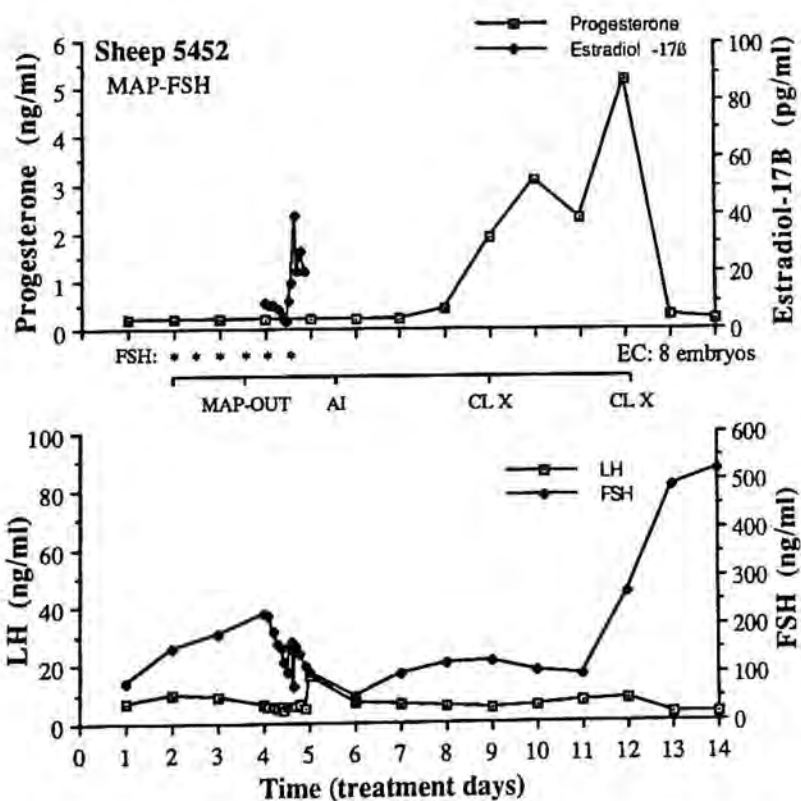 Progesterone
Estradiol -17ß
Sheep 5452
MAP-FSH
Progesterone (ng/ml)
6
5
4
3
2
1
0
Estradiol-17B (pg/ml)
100
80
60
40
20
0
FSH: * * * * * *
EC: 8 embryos
MAP-OUT AI CL X CL X
LH
FSH
LH (ng/ml)
100
80
60
40
20
0
FSH (ng/ml)
600
500
400
300
200
100
0
0 1 2 3 4 5 6 7 8 9 10 11 12 13 14
Time (treatment days)